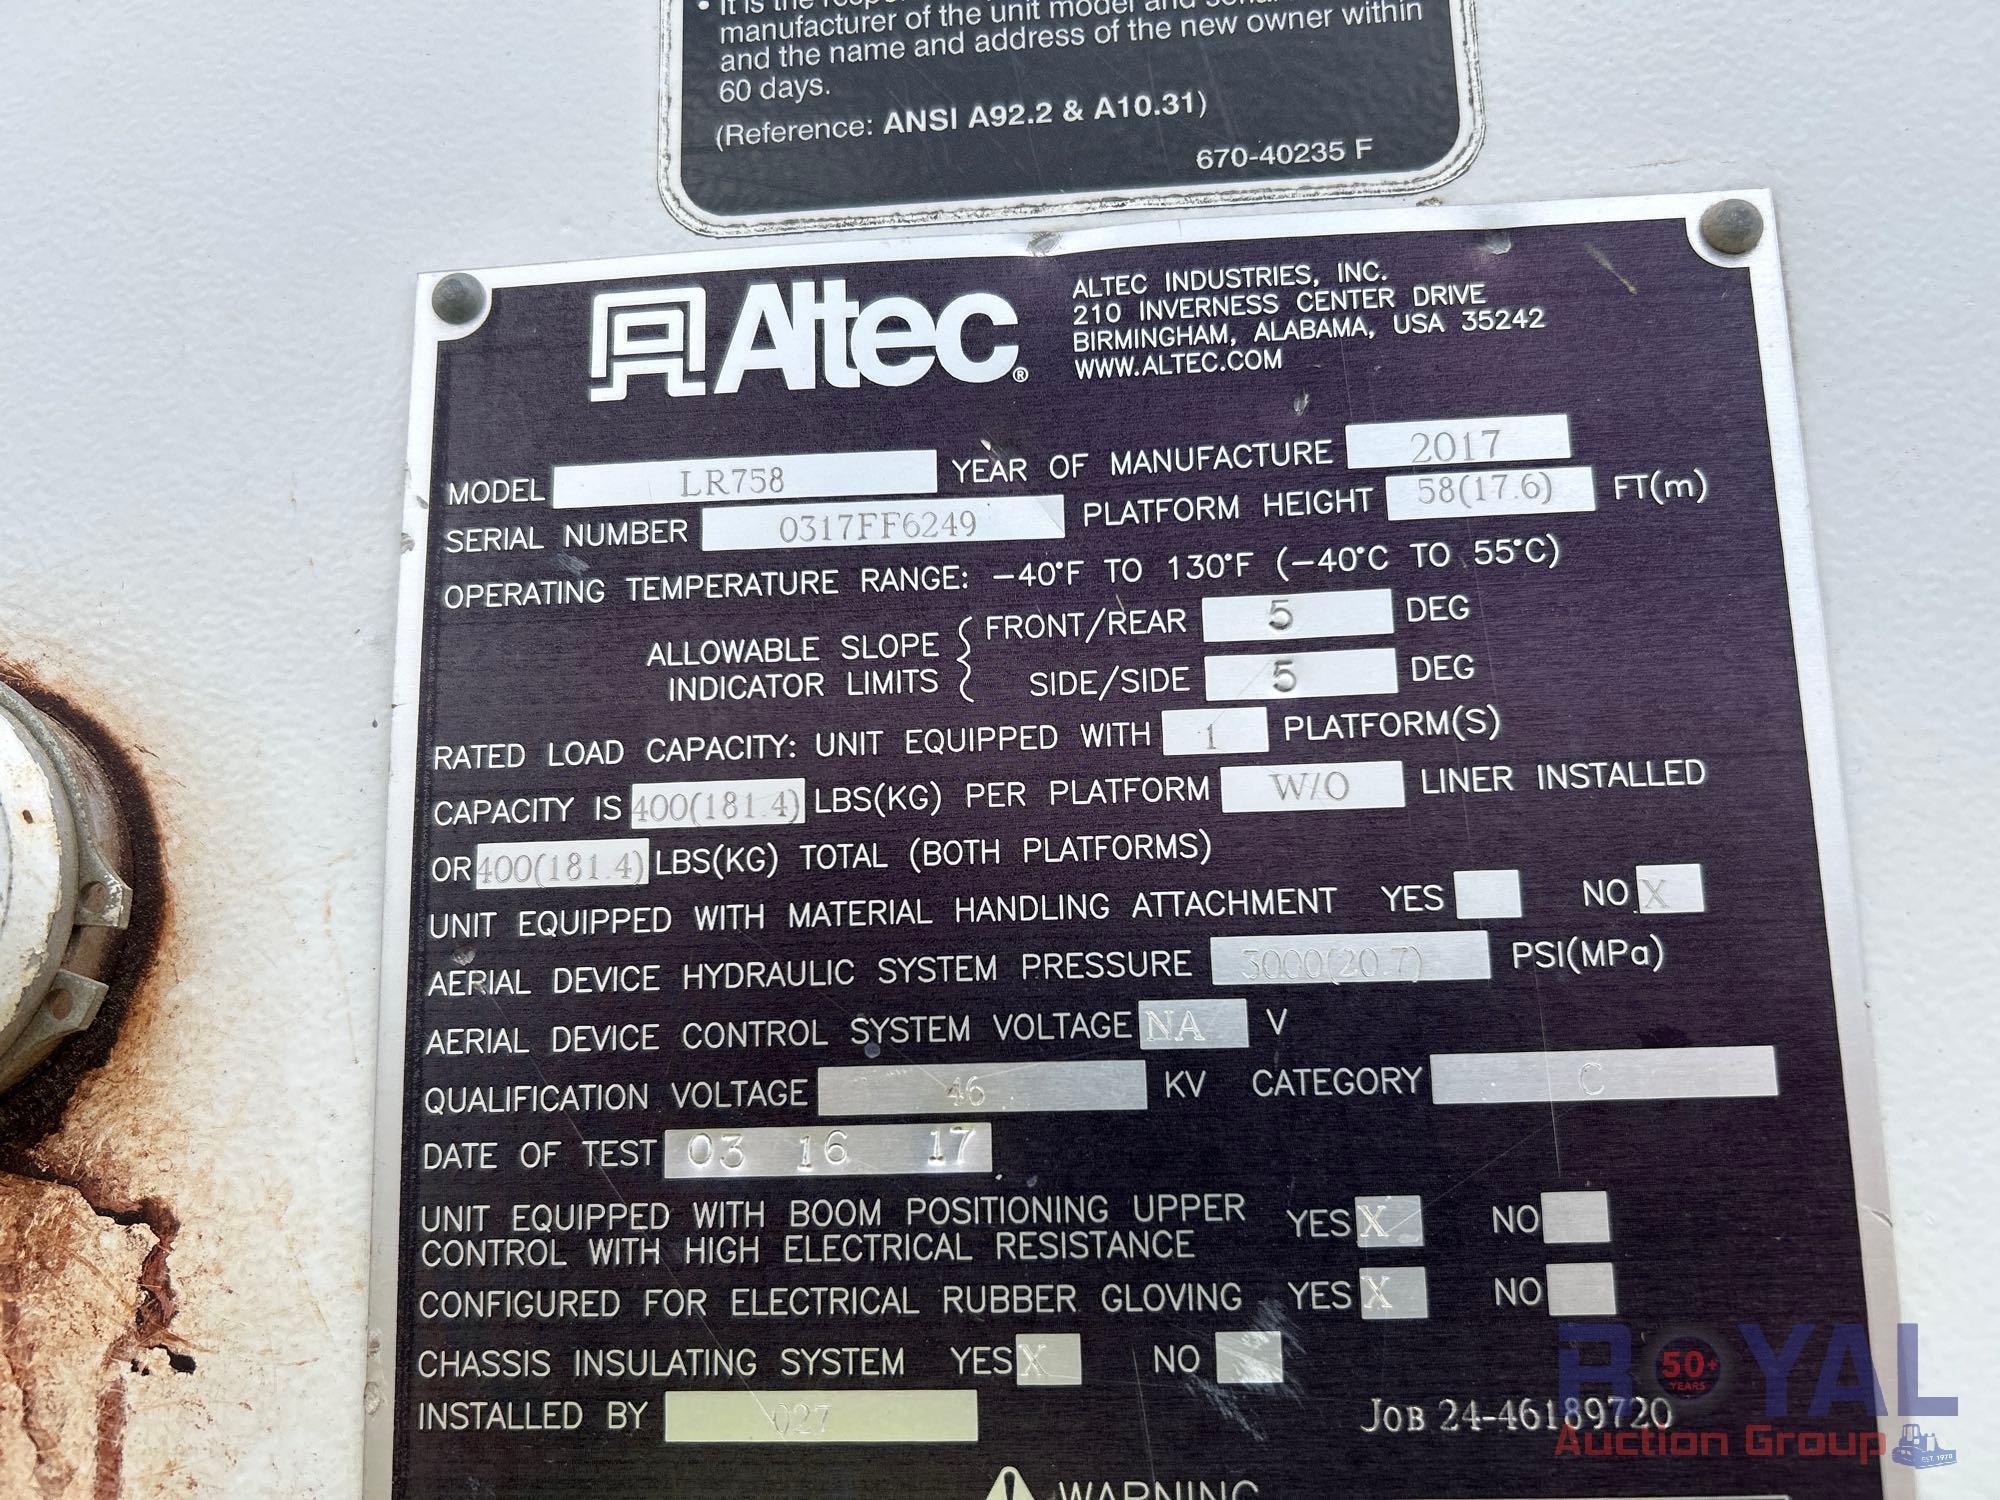 • It is the
manufacturer of the unit model and serial
and the name and address of the new owner within
60 days.
(Reference: ANSI A92.2 & A10.31)
670-40235 F
Altec®
ALTEC INDUSTRIES, INC.
210 INVERNESS CENTER DRIVE
BIRMINGHAM, ALABAMA, USA 35242
WWW.ALTEC.COM
MODEL LR758 YEAR OF MANUFACTURE 2017
SERIAL NUMBER 0317FF6249 PLATFORM HEIGHT 58(17.6) FT(m)
OPERATING TEMPERATURE RANGE: -40°F TO 130°F (-40°C TO 55°C)
ALLOWABLE SLOPE INDICATOR LIMITS { FRONT/REAR 5 DEG
SIDE/SIDE 5 DEG
RATED LOAD CAPACITY: UNIT EQUIPPED WITH 1 PLATFORM(S)
CAPACITY IS 400(181.4) LBS(KG) PER PLATFORM W/O LINER INSTALLED
OR 400(181.4) LBS(KG) TOTAL (BOTH PLATFORMS)
UNIT EQUIPPED WITH MATERIAL HANDLING ATTACHMENT YES NO X
AERIAL DEVICE HYDRAULIC SYSTEM PRESSURE 3000(20.7) PSI(MPa)
AERIAL DEVICE CONTROL SYSTEM VOLTAGE NA V
QUALIFICATION VOLTAGE 46 KV CATEGORY C
DATE OF TEST 03 16 17
UNIT EQUIPPED WITH BOOM POSITIONING UPPER
CONTROL WITH HIGH ELECTRICAL RESISTANCE YES X NO
CONFIGURED FOR ELECTRICAL RUBBER GLOVING YES X NO
CHASSIS INSULATING SYSTEM YES X NO
INSTALLED BY 027
JOB 24-46189720
WARNING
ROYAL
50+
YEARS
Auction Group
EST. 1970